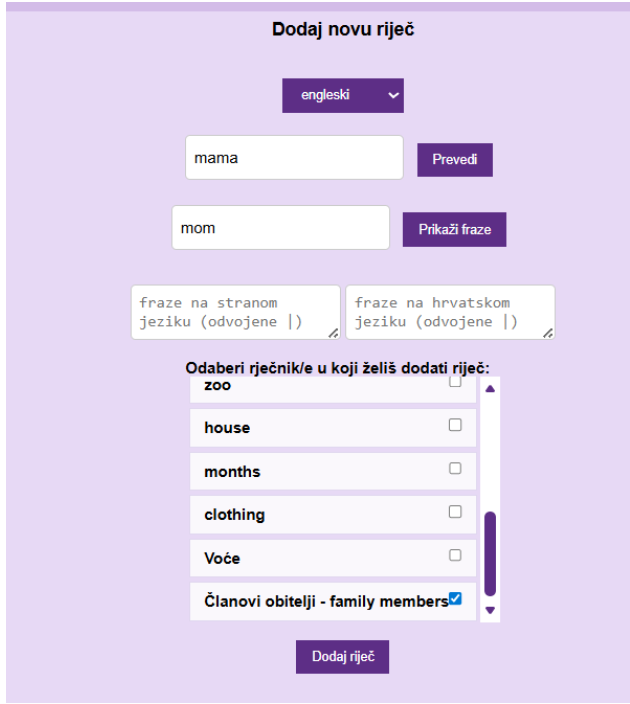 Dodaj novu riječ
engleski
mama
Prevedi
mom
Prikaži fraze
fraze na stranom
jeziku (odvojene |)
fraze na hrvatskom
jeziku (odvojene |)
Odaberi rječnik/e u koji želiš dodati riječ:
zoo
house
months
clothing
Voće
Članovi obitelji - family members
Dodaj riječ